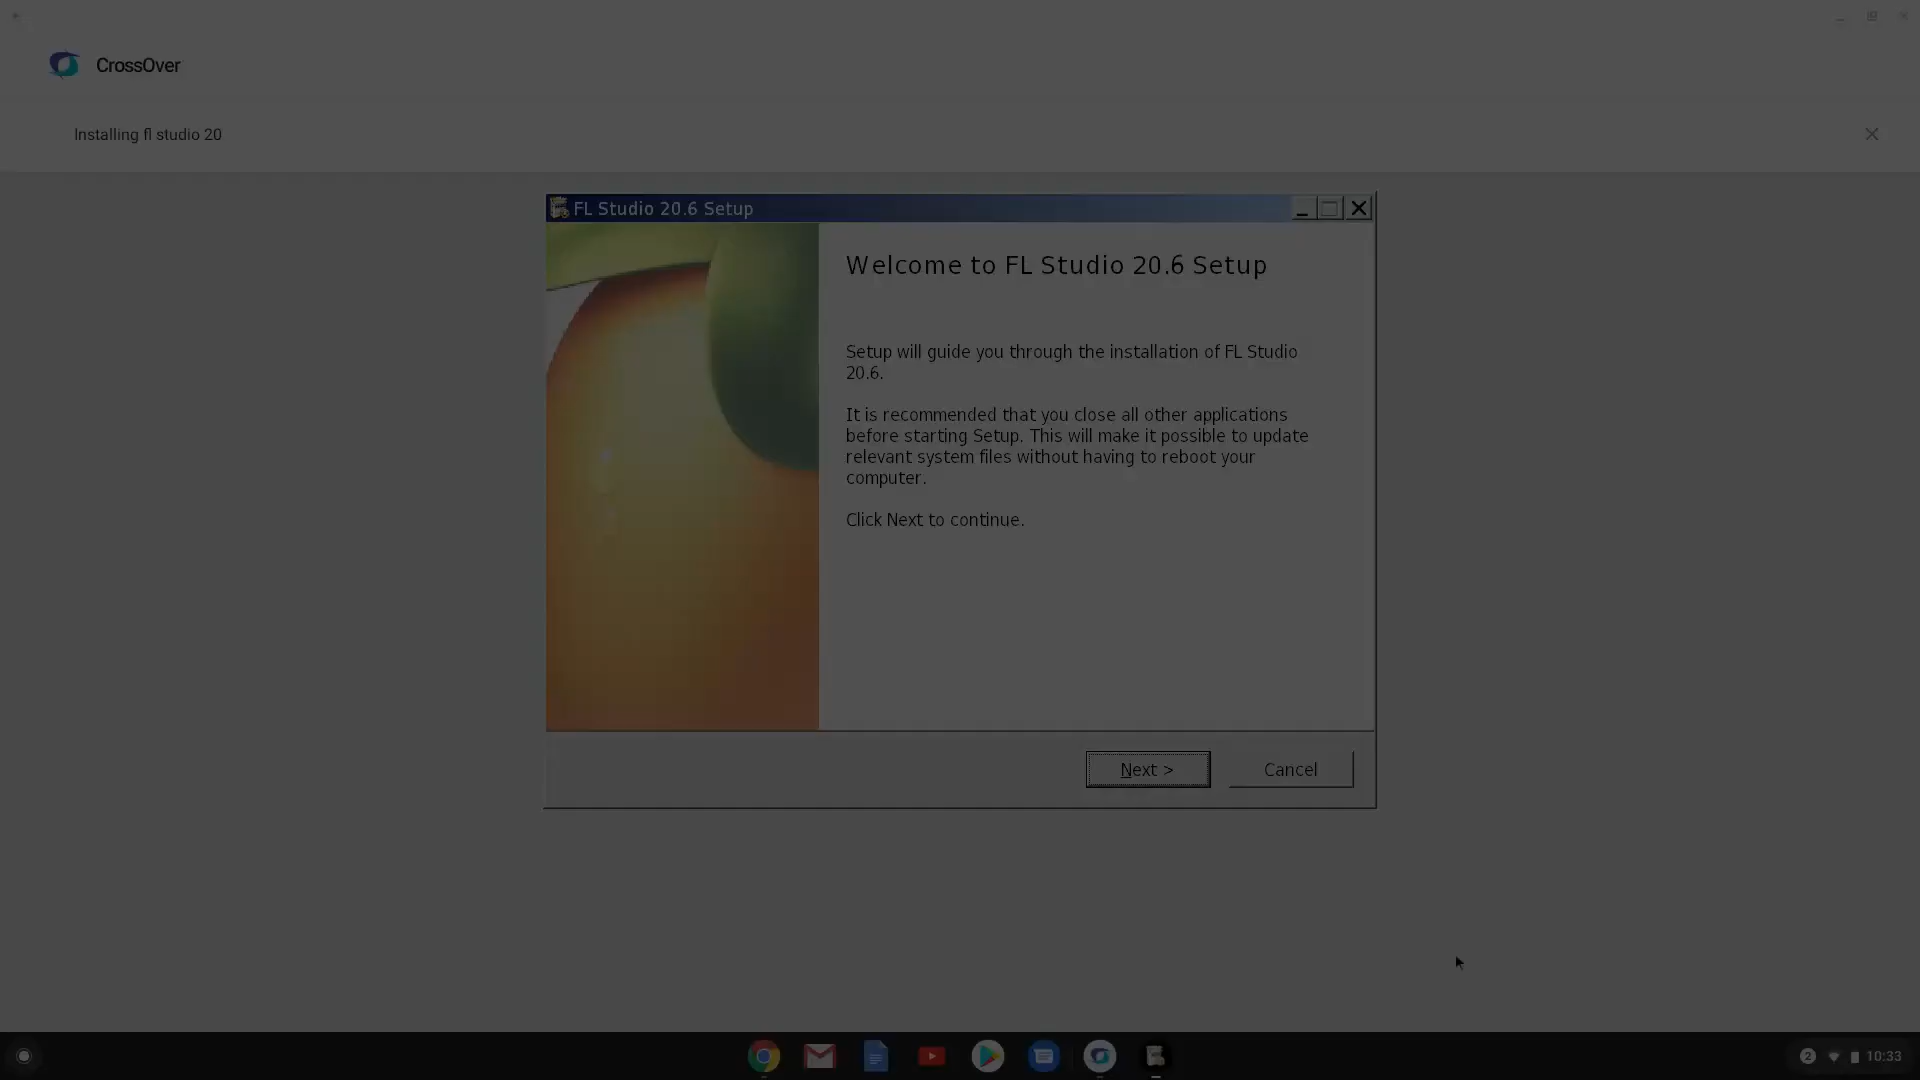 CrossOver
Installing fl studio 20
FL Studio 20.6 Setup
Welcome to FL Studio 20.6 Setup
Setup will guide you through the installation of FL Studio
20.6.
It is recommended that you close all other applications
before starting Setup. This will make it possible to update
relevant system files without having to reboot your
computer.
Click Next to continue.
Next >
Cancel
2
10:33